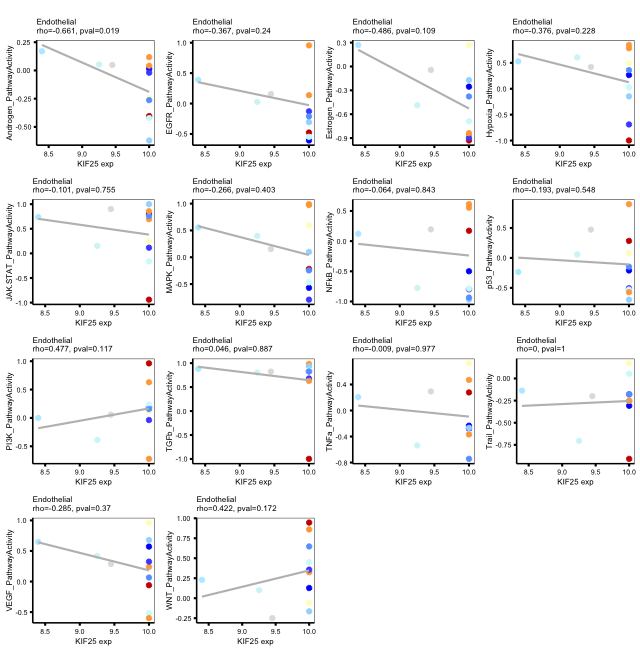 Endothelial
rho=-0.661, pval=0.019
Androgen_PathwayActivity
0.25
0.00
-0.25
-0.50
8.5
9.0
9.5
10.0
KIF25 exp
Endothelial
rho=-0.367, pval=0.24
EGFR_PathwayActivity
1.0
0.5
0.0
-0.5
8.5
9.0
9.5
10.0
KIF25 exp
Endothelial
rho=-0.486, pval=0.109
Estrogen_PathwayActivity
0.3
0.0
-0.3
-0.6
-0.9
8.5
9.0
9.5
10.0
KIF25 exp
Endothelial
rho=-0.376, pval=0.228
Hypoxia_PathwayActivity
0.5
0.0
-0.5
-1.0
8.5
9.0
9.5
10.0
KIF25 exp
Endothelial
rho=-0.101, pval=0.755
JAK.STAT_PathwayActivity
1.0
0.5
0.0
-0.5
-1.0
8.5
9.0
9.5
10.0
KIF25 exp
Endothelial
rho=-0.266, pval=0.403
MAPK_PathwayActivity
1.0
0.5
0.0
-0.5
8.5
9.0
9.5
10.0
KIF25 exp
Endothelial
rho=-0.064, pval=0.843
NFkB_PathwayActivity
0.5
0.0
-0.5
-1.0
8.5
9.0
9.5
10.0
KIF25 exp
Endothelial
rho=-0.193, pval=0.548
p53_PathwayActivity
0.5
0.0
-0.5
8.5
9.0
9.5
10.0
KIF25 exp
Endothelial
rho=0.477, pval=0.117
PI3K_PathwayActivity
1.0
0.5
0.0
-0.5
8.5
9.0
9.5
10.0
KIF25 exp
Endothelial
rho=0.046, pval=0.887
TGFb_PathwayActivity
1.0
0.5
0.0
-0.5
-1.0
8.5
9.0
9.5
10.0
KIF25 exp
Endothelial
rho=-0.009, pval=0.977
TNFa_PathwayActivity
0.4
0.0
-0.4
-0.8
8.5
9.0
9.5
10.0
KIF25 exp
Endothelial
rho=0, pval=1
Trail_PathwayActivity
0.00
-0.25
-0.50
-0.75
8.5
9.0
9.5
10.0
KIF25 exp
Endothelial
rho=-0.285, pval=0.37
VEGF_PathwayActivity
1.0
0.5
0.0
-0.5
8.5
9.0
9.5
10.0
KIF25 exp
Endothelial
rho=0.422, pval=0.172
WNT_PathwayActivity
1.00
0.75
0.50
0.25
0.00
-0.25
8.5
9.0
9.5
10.0
KIF25 exp